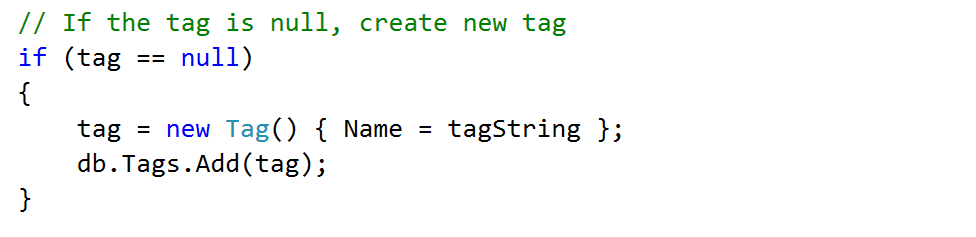 // If the tag is null, create new tag
if (tag == null)
{
    tag = new Tag() { Name = tagString };
    db.Tags.Add(tag);
}